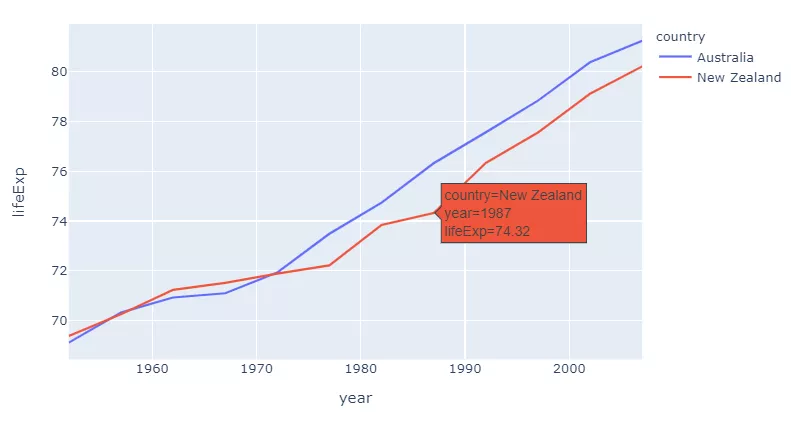 country
Australia
New Zealand
lifeExp
80
78
76
74
72
70
country=New Zealand
year=1987
lifeExp=74.32
1960
1970
1980
1990
2000
year